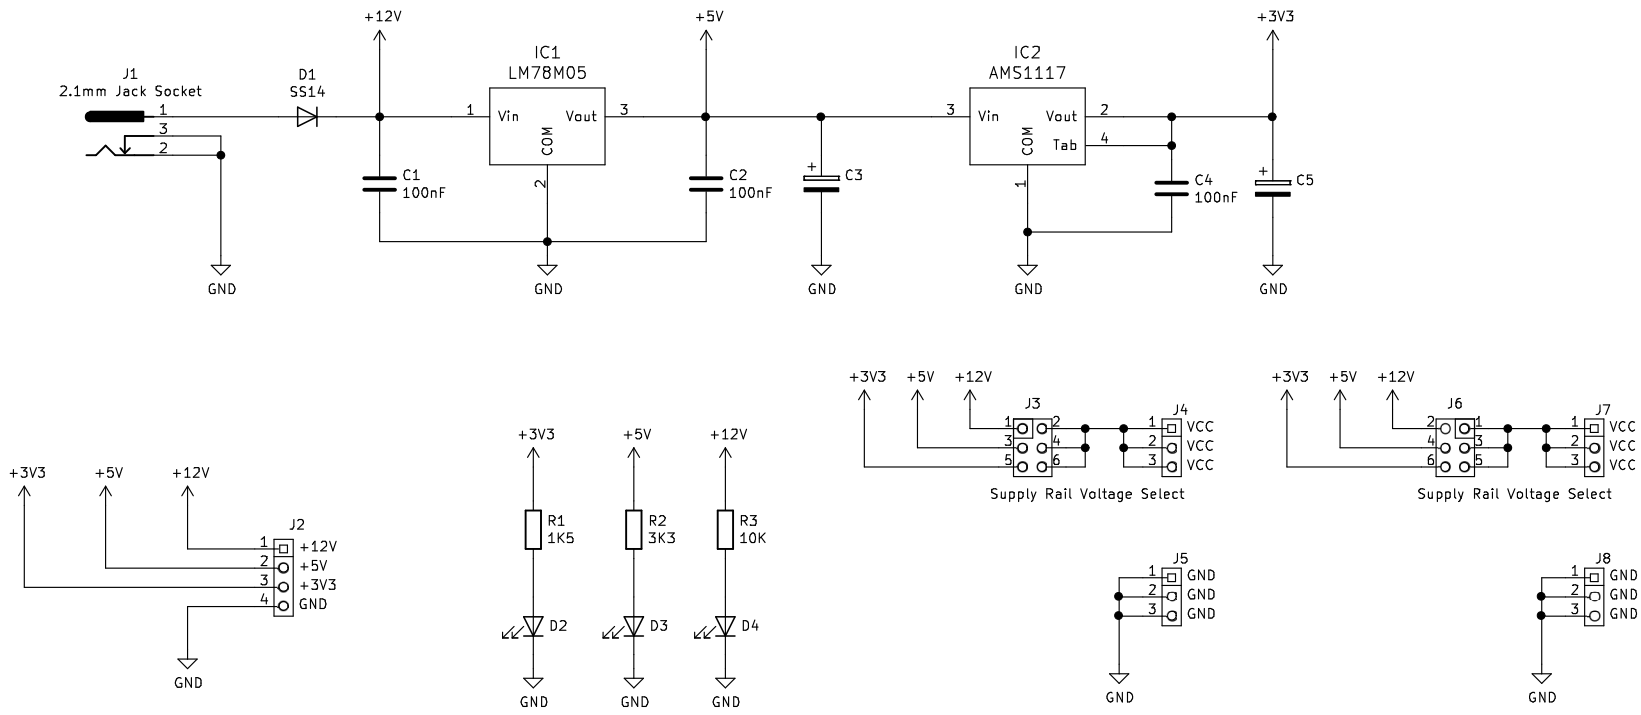 +12V
+5V
+3V3
J1
2.1mm Jack Socket
1
3
2
D1
SS14
IC1
LM78M05
1
Vin
Vout
3
COM
2
IC2
AMS1117
3
Vin
Vout
2
Tab
4
COM
1
C1
100nF
C2
100nF
+
C3
C4
100nF
+
C5
GND
GND
GND
GND
GND
+3V3
+5V
+12V
J2
1
+12V
2
+5V
3
+3V3
4
GND
GND
+3V3
+5V
+12V
R1
1K5
R2
3K3
R3
10K
D2
D3
D4
GND
GND
GND
+3V3
+5V
+12V
J3
1
2
3
4
5
6
J4
1
VCC
2
VCC
3
VCC
Supply Rail Voltage Select
+3V3
+5V
+12V
J6
2
1
4
3
6
5
J7
1
VCC
2
VCC
3
VCC
Supply Rail Voltage Select
J5
1
GND
2
GND
3
GND
GND
J8
1
GND
2
GND
3
GND
GND